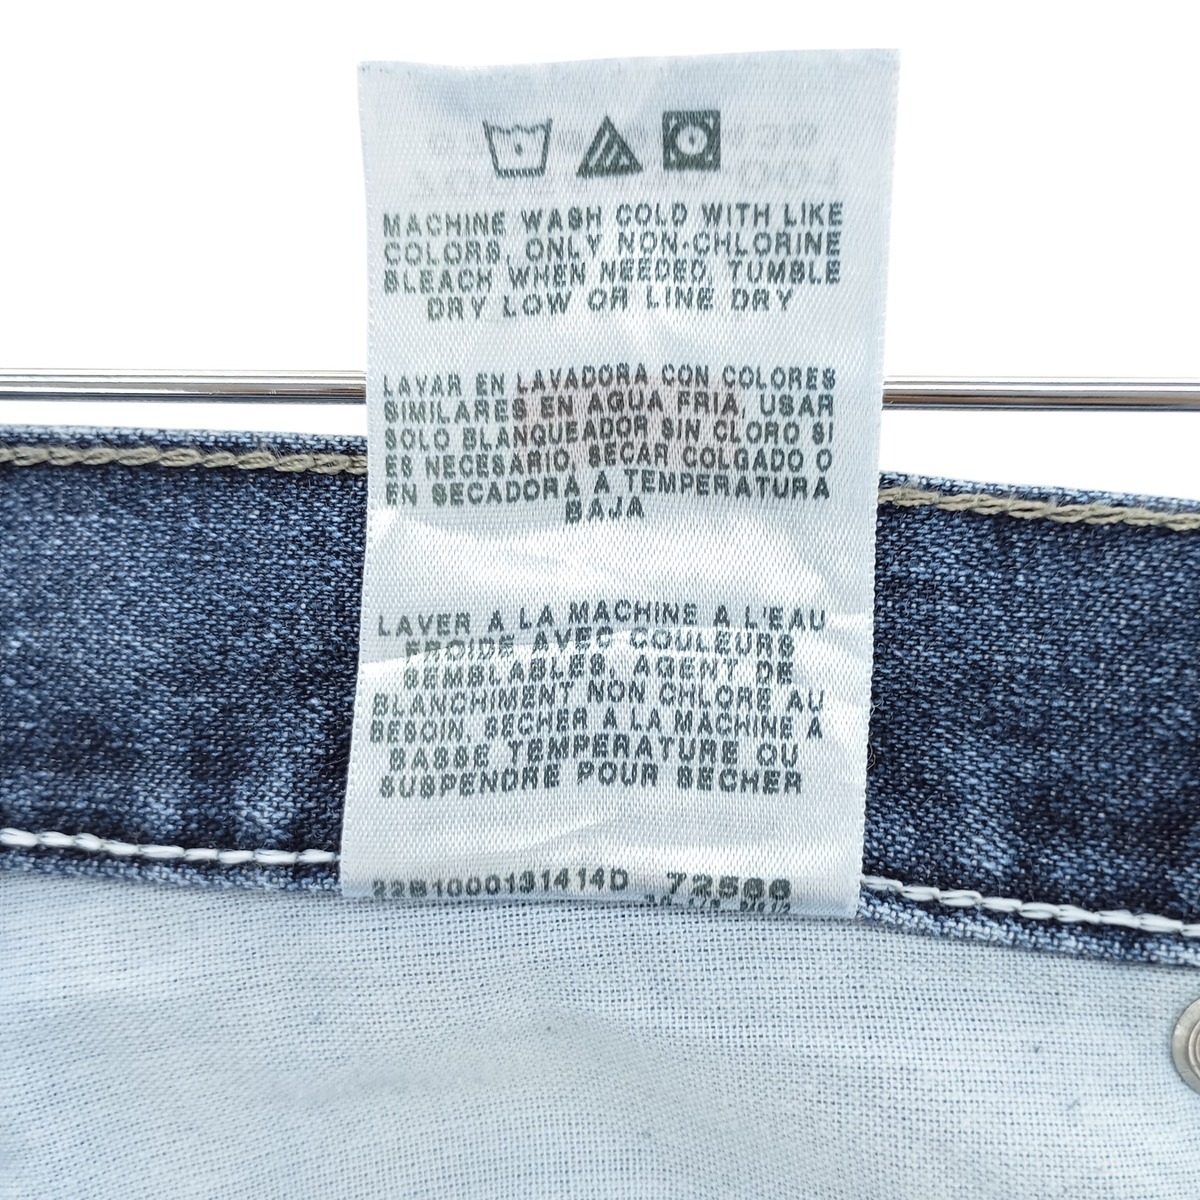 MACHINE WASH COLD WITH LIKE
COLORS, ONLY NON-CHLORINE
BLEACH WHEN NEEDED, TUMBLE
DRY LOW OR LINE DRY
LAVAR EN LAVADORA CON COLORES
SIMILARES EN AGUA FRIA, USAR
SOLO BLANQUEADOR SIN CLORO SI
ES NECESARIO, SECAR COLGADO O
EN SECADORA A TEMPERATURA
BAJA
LAVER A LA MACHINE A L'EAU
FROIDE AVEC COULEURS
SEMBLABLES, AGENT DE
BLANCHIMENT NON CHLORE AU
BESOIN, SECHER A LA MACHINE A
BASSE TEMPERATURE OU
SUSPENDRE POUR SECHER